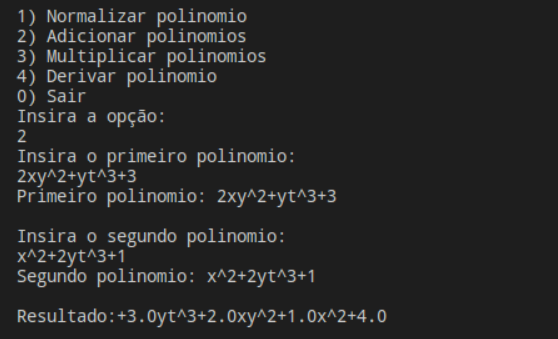 1) Normalizar polinomio
2) Adicionar polinomios
3) Multiplicar polinomios
4) Derivar polinomio
0) Sair
Insira a opção:
2
Insira o primeiro polinomio:
2xy^2+yt^3+3
Primeiro polinomio: 2xy^2+yt^3+3
Insira o segundo polinomio:
x^2+2yt^3+1
Segundo polinomio: x^2+2yt^3+1
Resultado:+3.0yt^3+2.0xy^2+1.0x^2+4.0